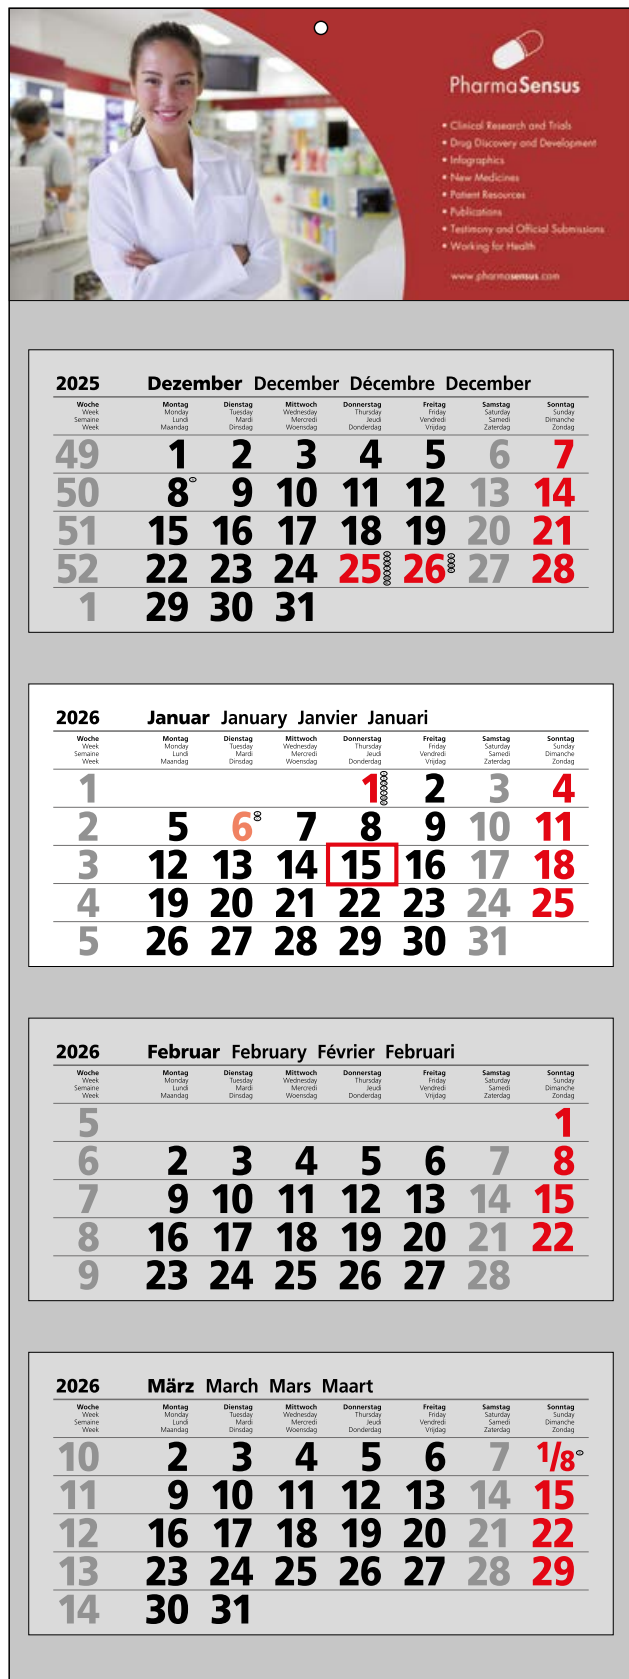 PharmaSensus
• Clinical Research and Trials
• Drug Discovery and Development
• Infographics
• New Medicines
• Patient Resources
• Publications
• Testimony and Official Submissions
• Working for Health
www.pharmasensus.com
2025 Dezember December Décembre December
Woche Montag Dienstag Mittwoch Donnerstag Freitag Samstag Sonntag
Week Monday Tuesday Wednesday Thursday Friday Saturday Sunday
Semaine Lundi Mardi Mercredi Jeudi Vendredi Samedi Dimanche
Week Maandag Dinsdag Woensdag Donderdag Vrijdag Zaterdag Zondag
49 1 2 3 4 5 6 7
50 8 9 10 11 12 13 14
51 15 16 17 18 19 20 21
52 22 23 24 25 26 27 28
1 29 30 31
2026 Januar January Janvier Januari
Woche Montag Dienstag Mittwoch Donnerstag Freitag Samstag Sonntag
Week Monday Tuesday Wednesday Thursday Friday Saturday Sunday
Semaine Lundi Mardi Mercredi Jeudi Vendredi Samedi Dimanche
Week Maandag Dinsdag Woensdag Donderdag Vrijdag Zaterdag Zondag
1 1 2 3 4
2 5 6 7 8 9 10 11
3 12 13 14 15 16 17 18
4 19 20 21 22 23 24 25
5 26 27 28 29 30 31
2026 Februar February Février Februari
Woche Montag Dienstag Mittwoch Donnerstag Freitag Samstag Sonntag
Week Monday Tuesday Wednesday Thursday Friday Saturday Sunday
Semaine Lundi Mardi Mercredi Jeudi Vendredi Samedi Dimanche
Week Maandag Dinsdag Woensdag Donderdag Vrijdag Zaterdag Zondag
5 1
6 2 3 4 5 6 7 8
7 9 10 11 12 13 14 15
8 16 17 18 19 20 21 22
9 23 24 25 26 27 28
2026 März March Mars Maart
Woche Montag Dienstag Mittwoch Donnerstag Freitag Samstag Sonntag
Week Monday Tuesday Wednesday Thursday Friday Saturday Sunday
Semaine Lundi Mardi Mercredi Jeudi Vendredi Samedi Dimanche
Week Maandag Dinsdag Woensdag Donderdag Vrijdag Zaterdag Zondag
10 2 3 4 5 6 7 1/8
11 9 10 11 12 13 14 15
12 16 17 18 19 20 21 22
13 23 24 25 26 27 28 29
14 30 31